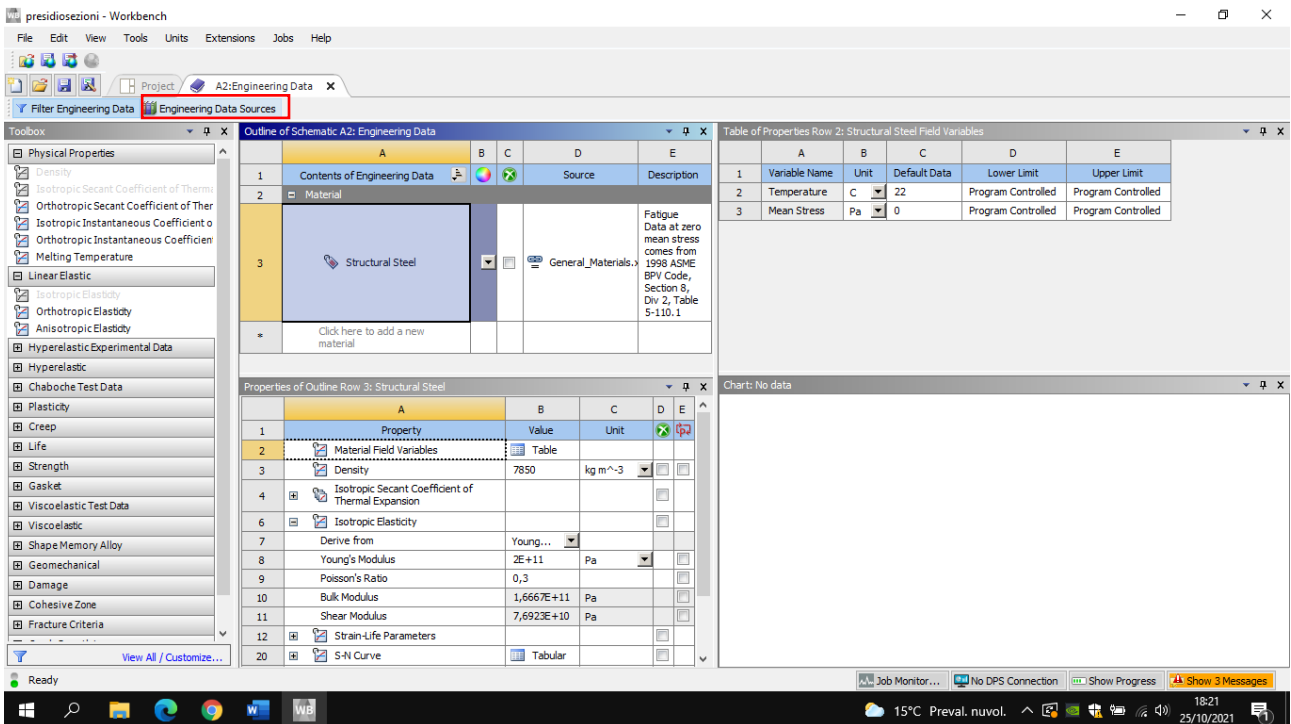 presidiosezioni - Workbench
File Edit View Tools Units Extensions Jobs Help
Project A2:Engineering Data
Filter Engineering Data Engineering Data Sources
Toolbox
Physical Properties
Density
Isotropic Secant Coefficient of Therma
Orthotropic Secant Coefficient of Ther
Isotropic Instantaneous Coefficient o
Orthotropic Instantaneous Coefficient
Melting Temperature
Linear Elastic
Isotropic Elasticity
Orthotropic Elasticity
Anisotropic Elasticity
Hyperelastic Experimental Data
Hyperelastic
Chaboche Test Data
Plasticity
Creep
Life
Strength
Gasket
Viscoelastic Test Data
Viscoelastic
Shape Memory Alloy
Geomechanical
Damage
Cohesive Zone
Fracture Criteria
View All / Customize...
Outline of Schematic A2: Engineering Data
A B C D E
1 Contents of Engineering Data Source Description
2 Material
3 Structural Steel General_Materials.x
Fatigue
Data at zero
mean stress
comes from
1998 ASME
BPV Code,
Section 8,
Div 2, Table
5-110.1
* Click here to add a new
material
Properties of Outline Row 3: Structural Steel
A B C D E
1 Property Value Unit
2 Material Field Variables Table
3 Density 7850 kg m^-3
4 Isotropic Secant Coefficient of
Thermal Expansion
6 Isotropic Elasticity
7 Derive from Young...
8 Young's Modulus 2E+11 Pa
9 Poisson's Ratio 0,3
10 Bulk Modulus 1,6667E+11 Pa
11 Shear Modulus 7,6923E+10 Pa
12 Strain-Life Parameters
20 S-N Curve Tabular
Table of Properties Row 2: Structural Steel Field Variables
A B C D E
1 Variable Name Unit Default Data Lower Limit Upper Limit
2 Temperature C 22 Program Controlled Program Controlled
3 Mean Stress Pa 0 Program Controlled Program Controlled
Chart: No data
Ready
Job Monitor... No DPS Connection Show Progress Show 3 Messages
WB
15°C Preval. nuvol.
18:21
25/10/2021